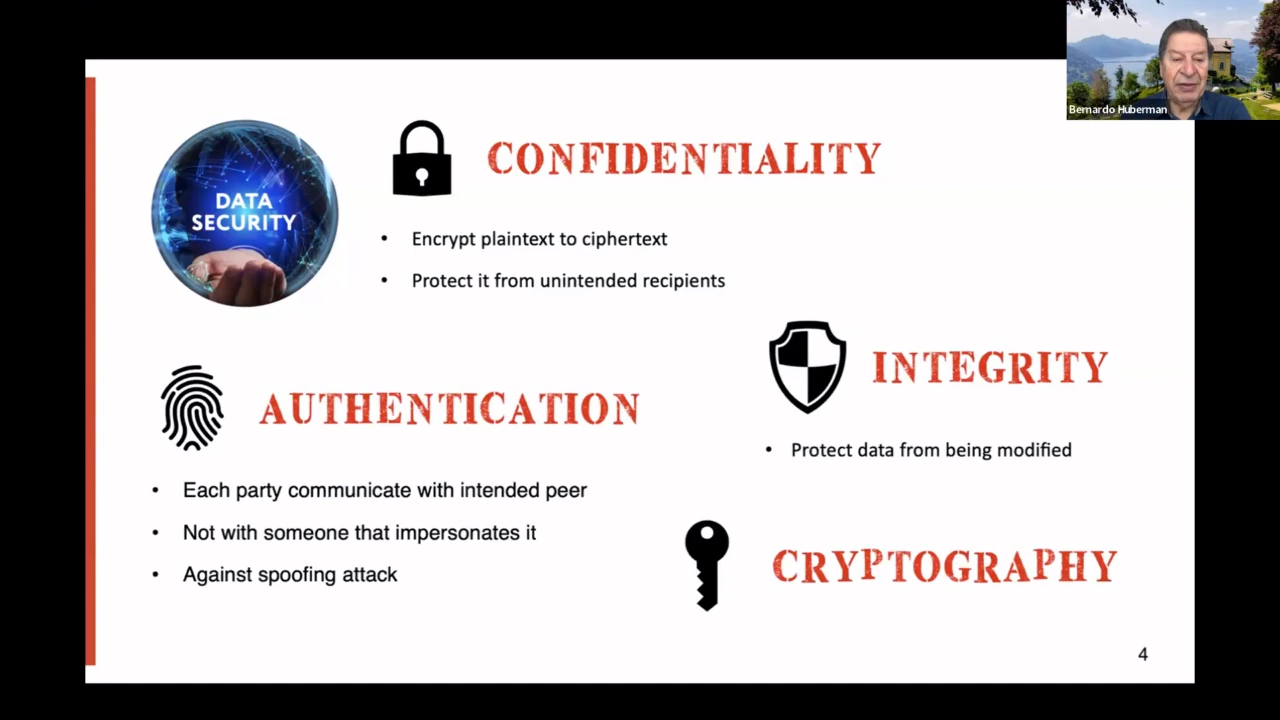 Bernardo Huberman
DATA
SECURITY
CONFIDENTIALITY
• Encrypt plaintext to ciphertext
• Protect it from unintended recipients
AUTHENTICATION
• Each party communicate with intended peer
• Not with someone that impersonates it
• Against spoofing attack
INTEGRITY
• Protect data from being modified
CRYPTOGRAPHY
4